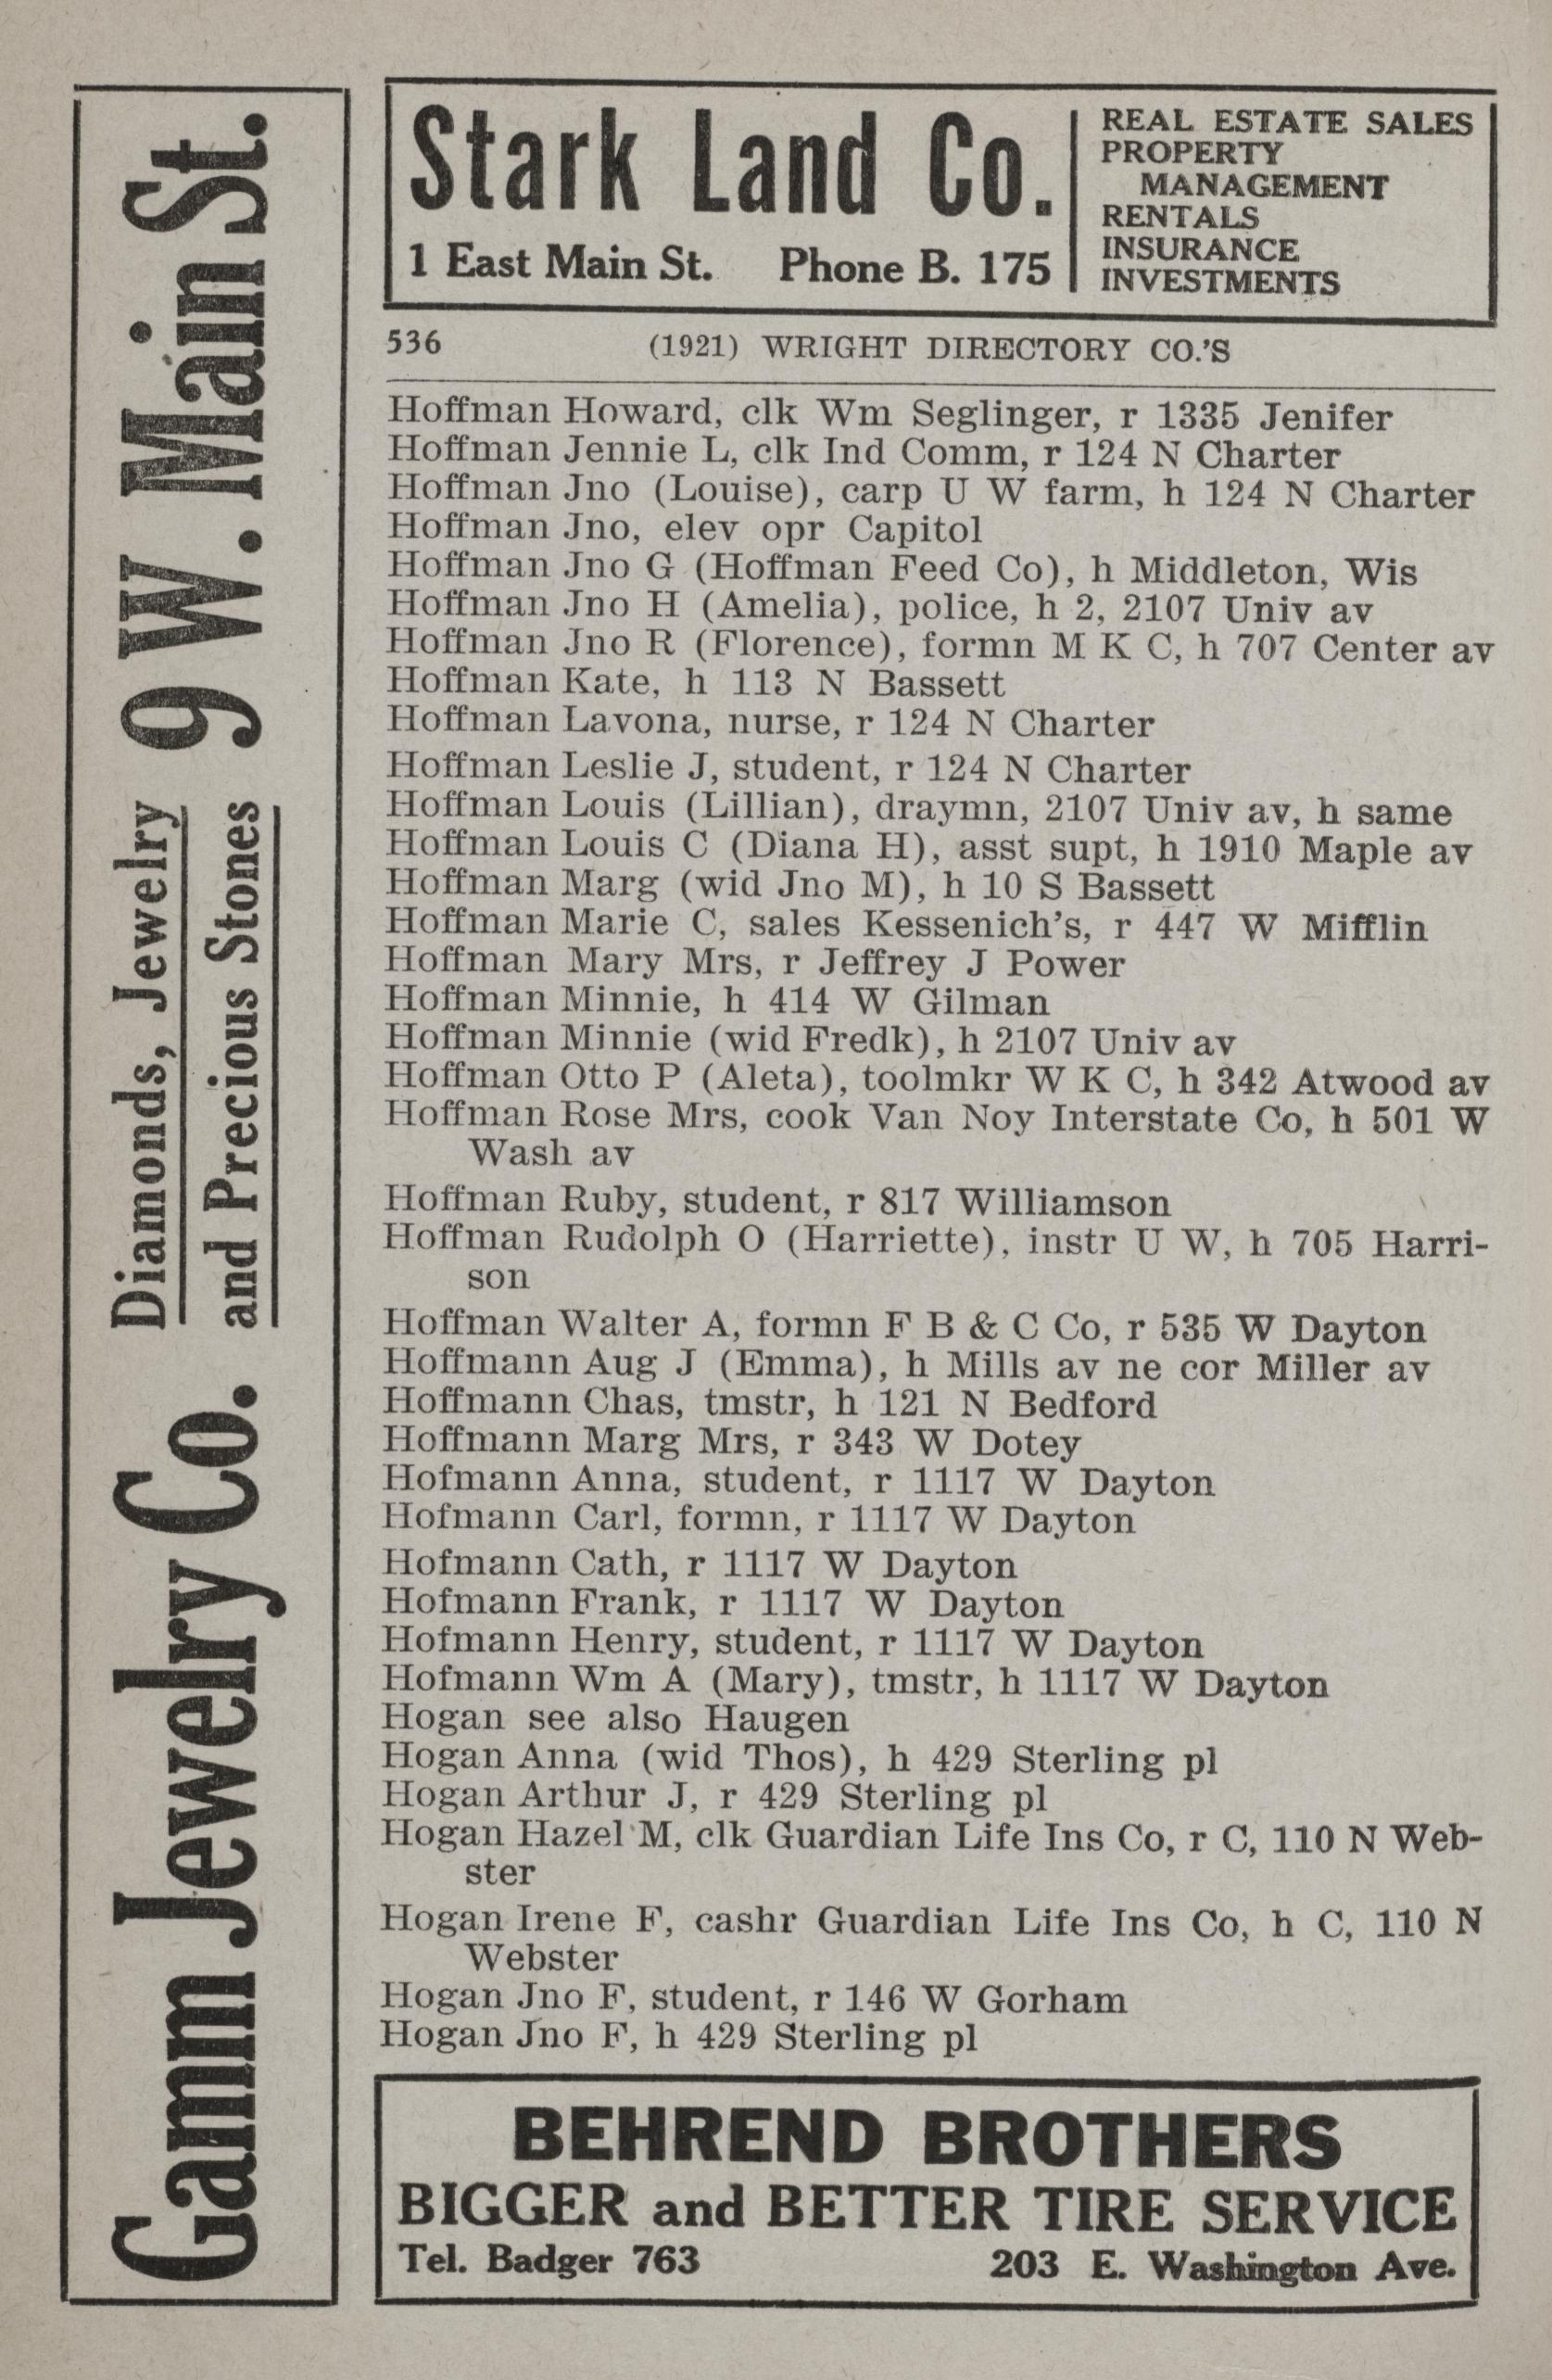 Gamm Jewelry Co. Diamonds, Jewelry 9 W. Main St.
and Precious Stones
Stark Land Co.
1 East Main St. Phone B. 175
REAL ESTATE SALES
PROPERTY
MANAGEMENT
RENTALS
INSURANCE
INVESTMENTS
536 (1921) WRIGHT DIRECTORY CO.'S
Hoffman Howard, clk Wm Seglinger, r 1335 Jenifer
Hoffman Jennie L, clk Ind Comm, r 124 N Charter
Hoffman Jno (Louise), carp U W farm, h 124 N Charter
Hoffman Jno, elev opr Capitol
Hoffman Jno G (Hoffman Feed Co), h Middleton, Wis
Hoffman Jno H (Amelia), police, h 2, 2107 Univ av
Hoffman Jno R (Florence), formn M K C, h 707 Center av
Hoffman Kate, h 113 N Bassett
Hoffman Lavona, nurse, r 124 N Charter
Hoffman Leslie J, student, r 124 N Charter
Hoffman Louis (Lillian), draymn, 2107 Univ av, h same
Hoffman Louis C (Diana H), asst supt, h 1910 Maple av
Hoffman Marg (wid Jno M), h 10 S Bassett
Hoffman Marie C, sales Kessenich's, r 447 W Mifflin
Hoffman Mary Mrs, r Jeffrey J Power
Hoffman Minnie, h 414 W Gilman
Hoffman Minnie (wid Fredk), h 2107 Univ av
Hoffman Otto P (Aleta), toolmkr W K C, h 342 Atwood av
Hoffman Rose Mrs, cook Van Noy Interstate Co, h 501 W
Wash av
Hoffman Ruby, student, r 817 Williamson
Hoffman Rudolph O (Harriette), instr U W, h 705 Harri-
son
Hoffman Walter A, formn F B & C Co, r 535 W Dayton
Hoffmann Aug J (Emma), h Mills av ne cor Miller av
Hoffmann Chas, tmstr, h 121 N Bedford
Hoffmann Marg Mrs, r 343 W Dotey
Hofmann Anna, student, r 1117 W Dayton
Hofmann Carl, formn, r 1117 W Dayton
Hofmann Cath, r 1117 W Dayton
Hofmann Frank, r 1117 W Dayton
Hofmann Henry, student, r 1117 W Dayton
Hofmann Wm A (Mary), tmstr, h 1117 W Dayton
Hogan see also Haugen
Hogan Anna (wid Thos), h 429 Sterling pl
Hogan Arthur J, r 429 Sterling pl
Hogan Hazel M, clk Guardian Life Ins Co, r C, 110 N Web-
ster
Hogan Irene F, cashr Guardian Life Ins Co, h C, 110 N
Webster
Hogan Jno F, student, r 146 W Gorham
Hogan Jno F, h 429 Sterling pl
BEHREND BROTHERS
BIGGER and BETTER TIRE SERVICE
Tel. Badger 763 203 E. Washington Ave.